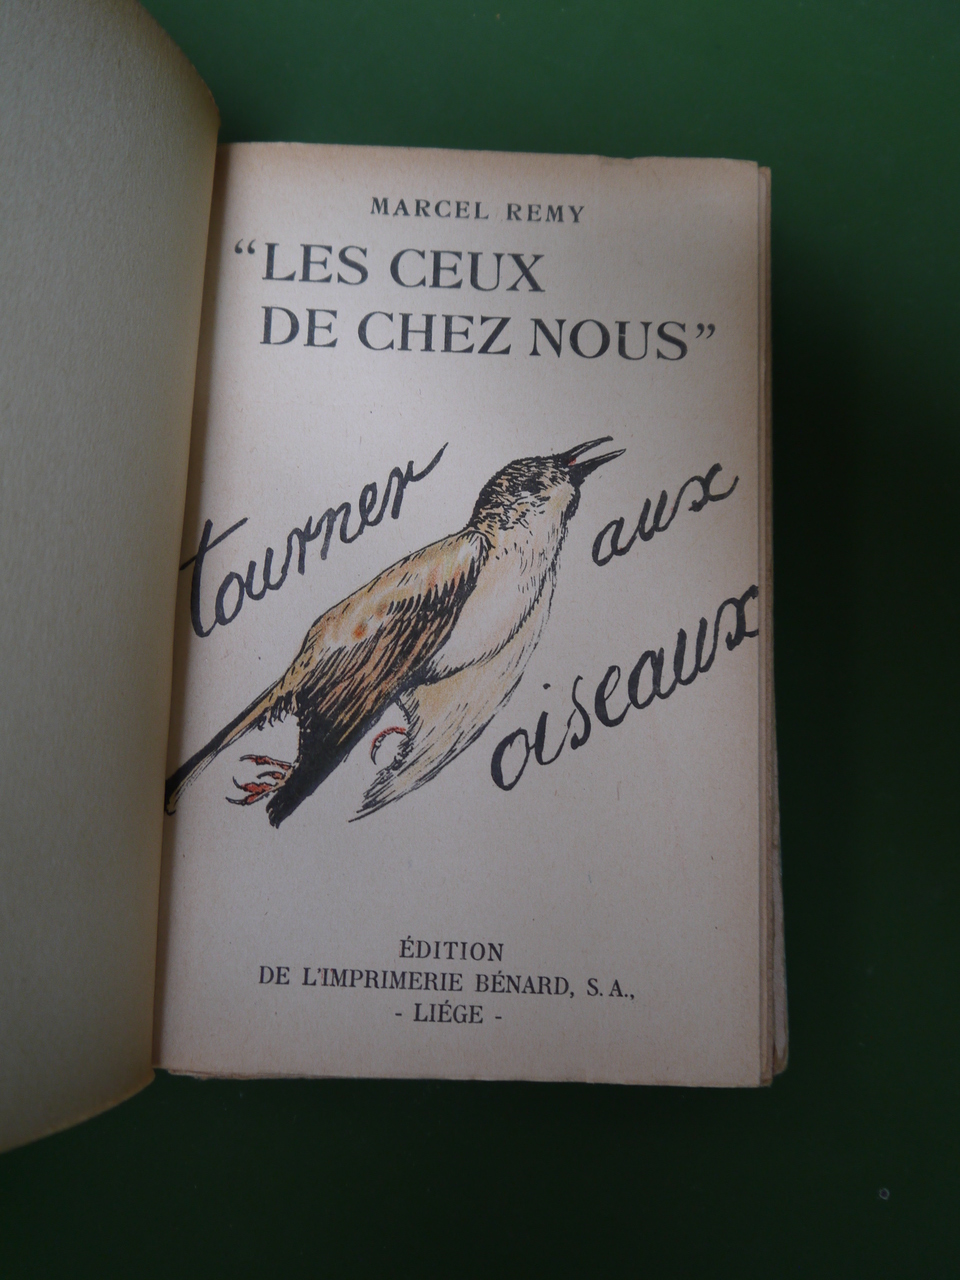 MARCEL REMY
“LES CEUX
DE CHEZ NOUS”
tourner
aux
oiseaux
ÉDITION
DE L'IMPRIMERIE BÉNARD, S. A.,
- LIÉGE -